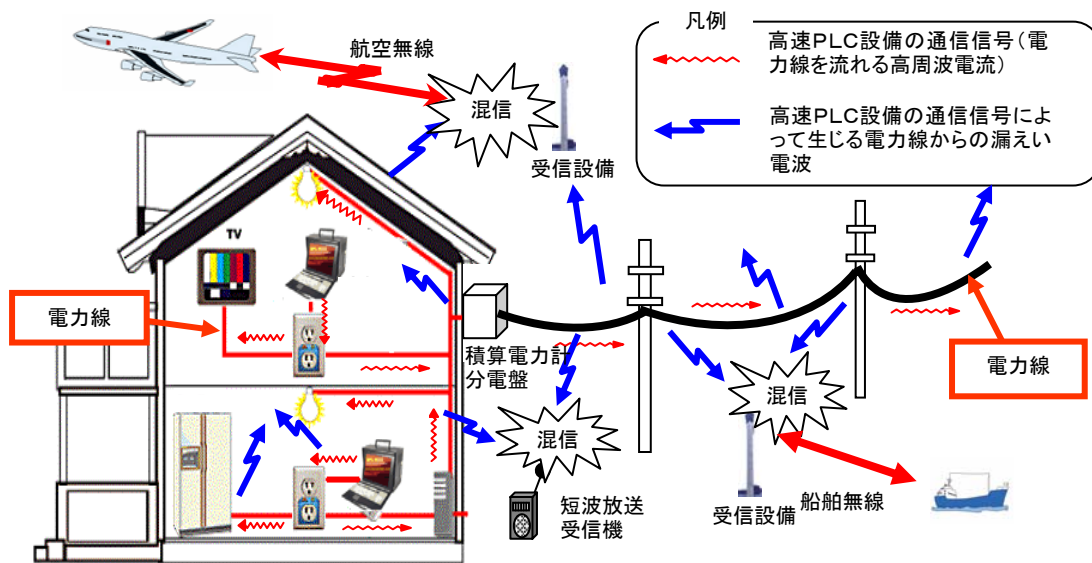 凡例
高速PLC設備の通信信号(電
力線を流れる高周波電流)
高速PLC設備の通信信号によ
って生じる電力線からの漏えい
電波
航空無線
混信
受信設備
TV
電力線
積算電力計
分電盤
電力線
混信
混信
短波放送
受信機
受信設備
船舶無線